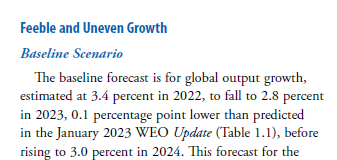 Feeble and Uneven Growth
Baseline Scenario
The baseline forecast is for global output growth,
estimated at 3.4 percent in 2022, to fall to 2.8 percent
in 2023, 0.1 percentage point lower than predicted
in the January 2023 WEO Update (Table 1.1), before
rising to 3.0 percent in 2024. This forecast for the